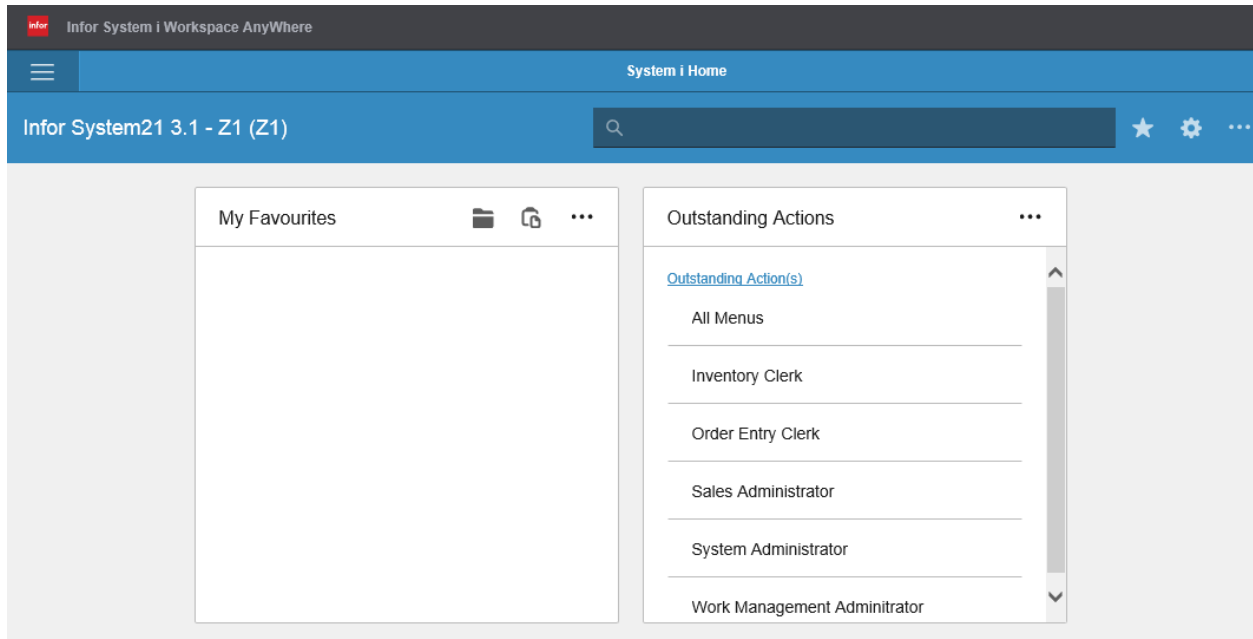 infor
Infor System i Workspace AnyWhere
System i Home
Infor System21 3.1 - Z1 (Z1)
My Favourites
Outstanding Actions
Outstanding Action(s)
All Menus
Inventory Clerk
Order Entry Clerk
Sales Administrator
System Administrator
Work Management Adminitrator